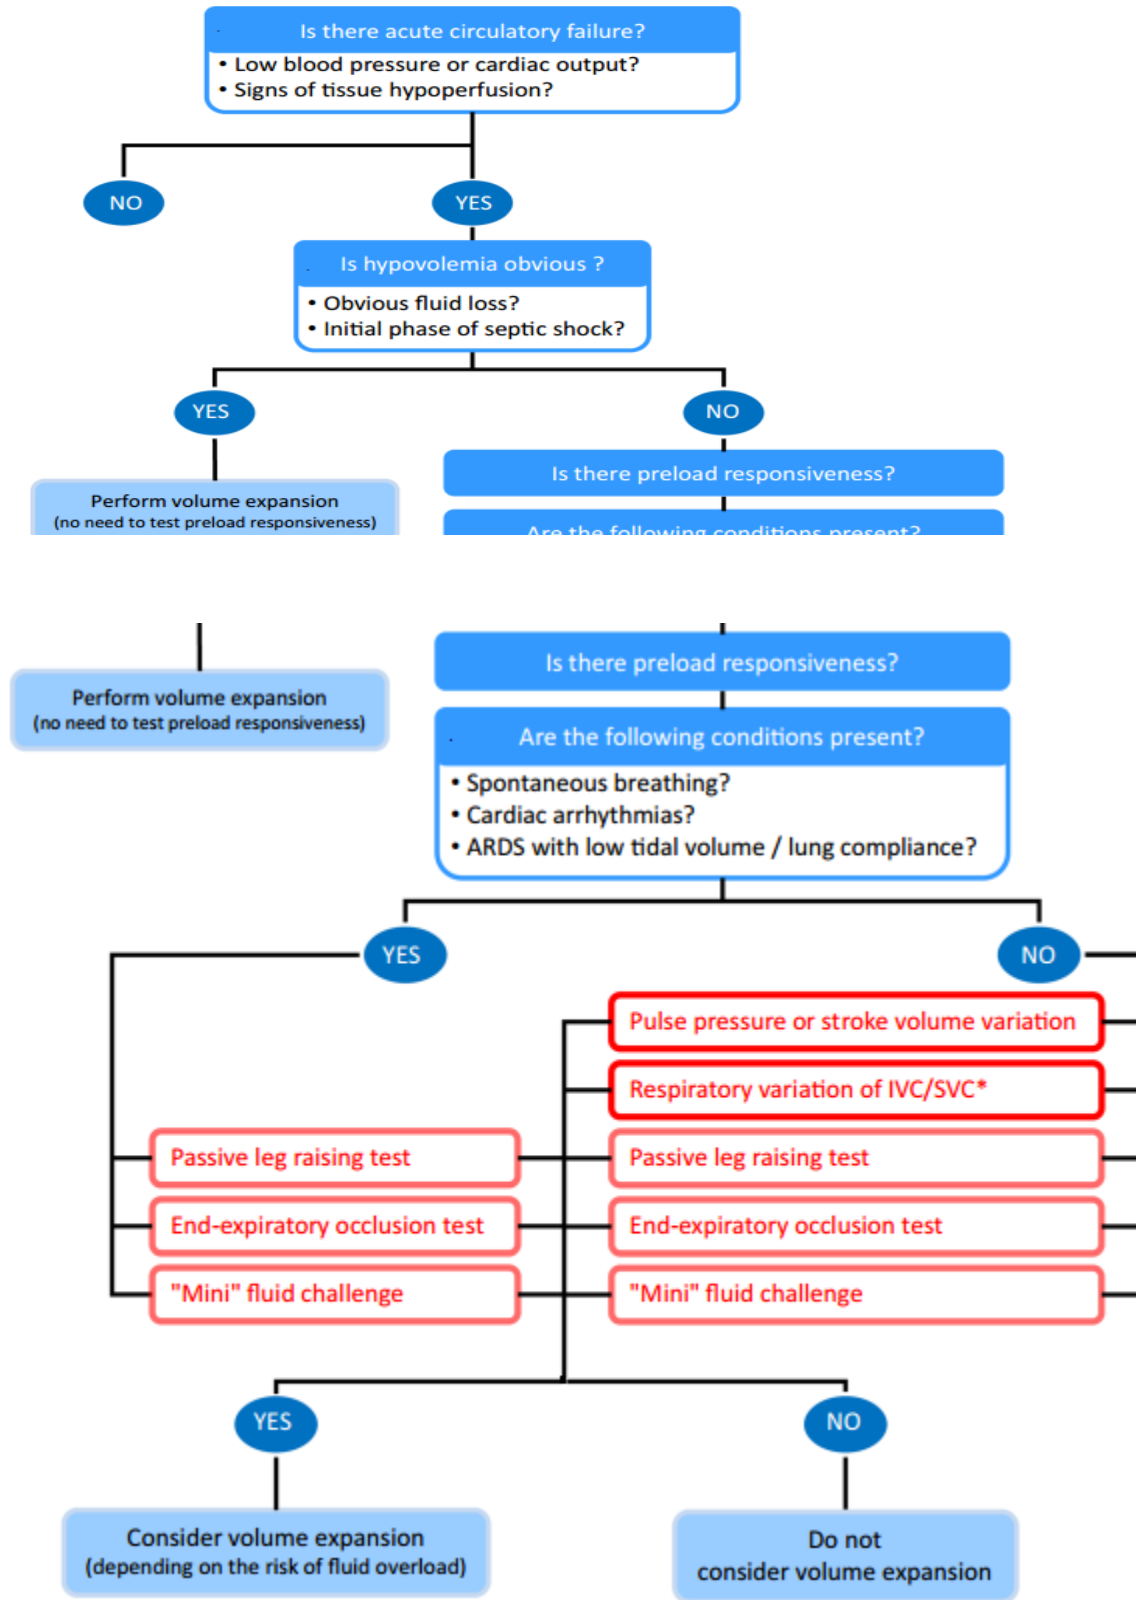 Is there acute circulatory failure?
• Low blood pressure or cardiac output?
• Signs of tissue hypoperfusion?
NO
YES
Is hypovolemia obvious ?
• Obvious fluid loss?
• Initial phase of septic shock?
YES
NO
Is there preload responsiveness?
Perform volume expansion
(no need to test preload responsiveness)
Are the following conditions present?
Is there preload responsiveness?
Perform volume expansion
(no need to test preload responsiveness)
Are the following conditions present?
• Spontaneous breathing?
• Cardiac arrhythmias?
• ARDS with low tidal volume / lung compliance?
YES
NO
Pulse pressure or stroke volume variation
Respiratory variation of IVC/SVC*
Passive leg raising test
Passive leg raising test
End-expiratory occlusion test
End-expiratory occlusion test
"Mini" fluid challenge
"Mini" fluid challenge
YES
NO
Consider volume expansion
(depending on the risk of fluid overload)
Do not
consider volume expansion